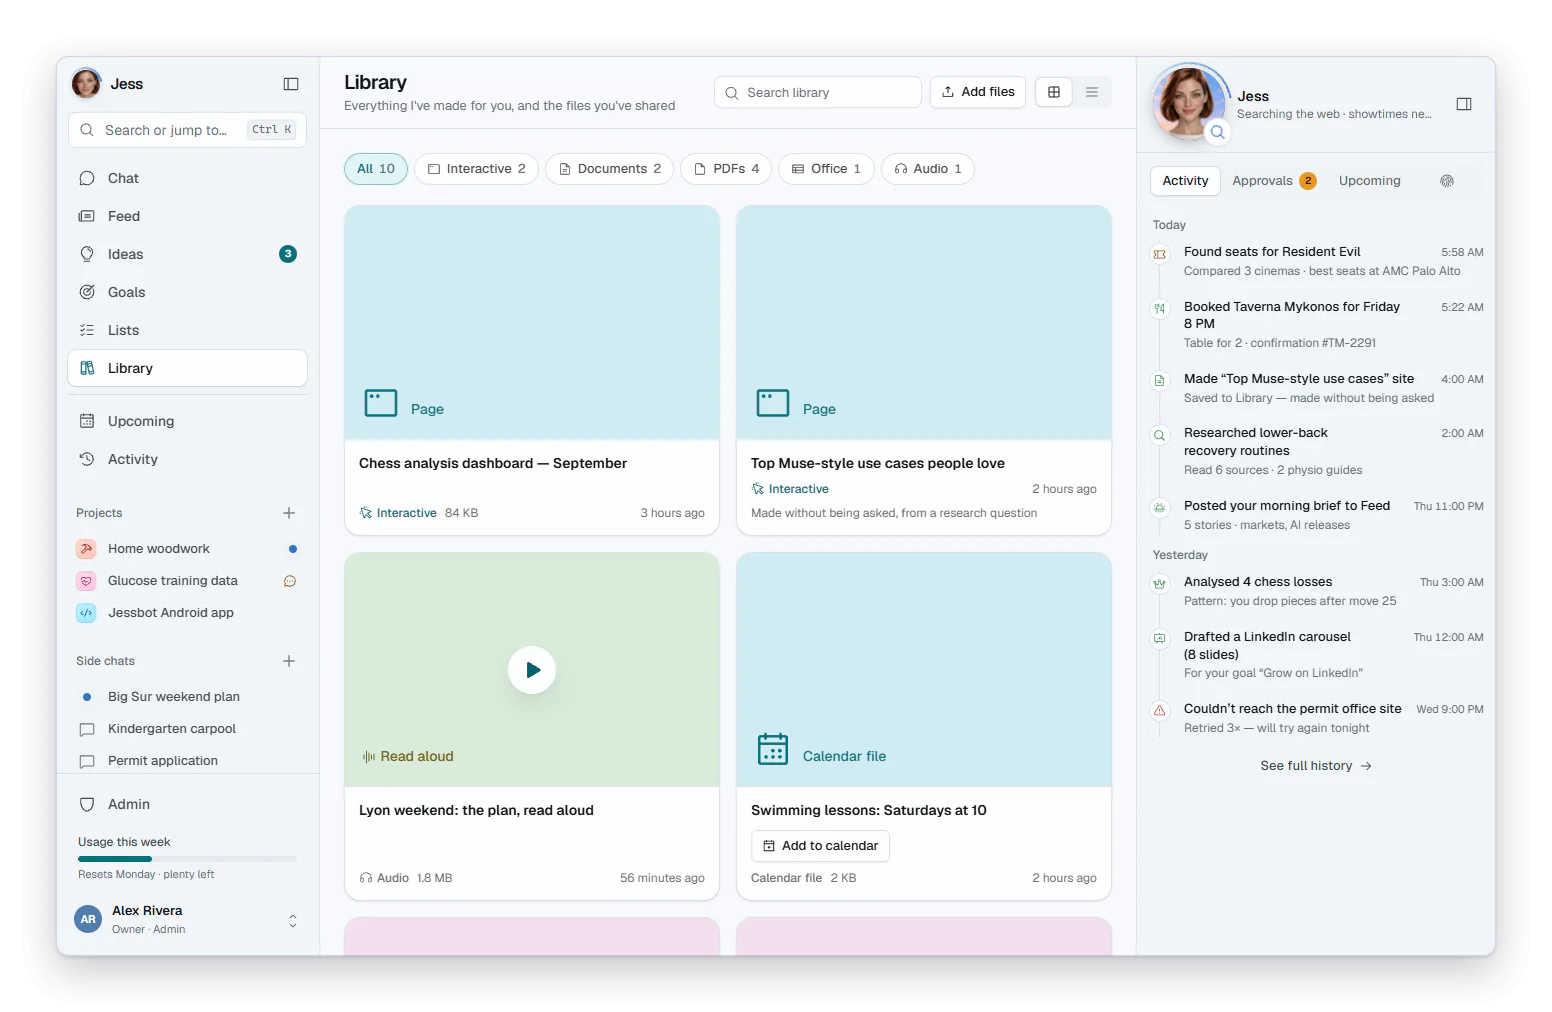 Jess
Search or jump to…
Ctrl K
Chat
Feed
Ideas
3
Goals
Lists
Library
Upcoming
Activity
Projects
Home woodwork
Glucose training data
Jessbot Android app
Side chats
Big Sur weekend plan
Kindergarten carpool
Permit application
Admin
Usage this week
Resets Monday · plenty left
AR
Alex Rivera
Owner · Admin
Library
Everything I've made for you, and the files you've shared
Search library
Add files
All 10
Interactive 2
Documents 2
PDFs 4
Office 1
Audio 1
Page
Chess analysis dashboard — September
Interactive 84 KB 3 hours ago
Page
Top Muse-style use cases people love
Interactive 2 hours ago
Made without being asked, from a research question
Read aloud
Lyon weekend: the plan, read aloud
Audio 1.8 MB 56 minutes ago
Calendar file
Swimming lessons: Saturdays at 10
Add to calendar
Calendar file 2 KB 2 hours ago
Jess
Searching the web · showtimes ne…
Activity
Approvals 2
Upcoming
Today
Found seats for Resident Evil 5:58 AM
Compared 3 cinemas · best seats at AMC Palo Alto
Booked Taverna Mykonos for Friday 5:22 AM
8 PM
Table for 2 · confirmation #TM-2291
Made “Top Muse-style use cases” site 4:00 AM
Saved to Library — made without being asked
Researched lower-back 2:00 AM
recovery routines
Read 6 sources · 2 physio guides
Posted your morning brief to Feed Thu 11:00 PM
5 stories · markets, AI releases
Yesterday
Analysed 4 chess losses Thu 3:00 AM
Pattern: you drop pieces after move 25
Drafted a LinkedIn carousel Thu 12:00 AM
(8 slides)
For your goal “Grow on LinkedIn”
Couldn’t reach the permit office site Wed 9:00 PM
Retried 3× — will try again tonight
See full history →